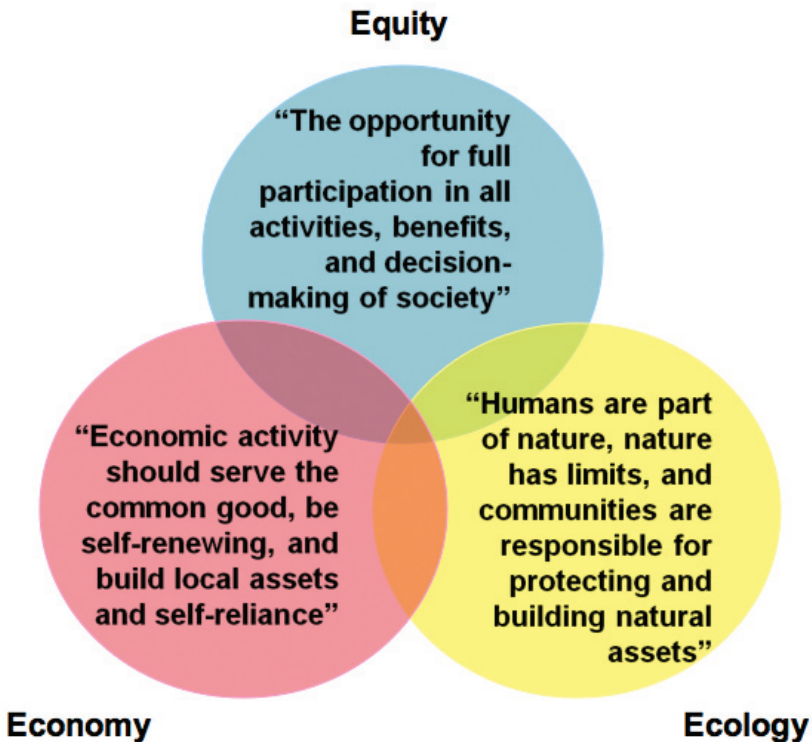 Equity
“The opportunity
for full
participation in all
activities, benefits,
and decision-
making of society”
“Economic activity
should serve the
common good, be
self-renewing, and
build local assets
and self-reliance”
“Humans are part
of nature, nature
has limits, and
communities are
responsible for
protecting and
building natural
assets”
Economy
Ecology